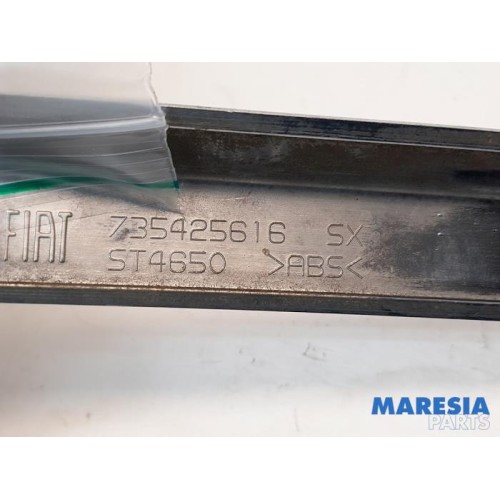 FIAT 735425616 SX
ST4650 >ABS<
MARESIA
PARTS